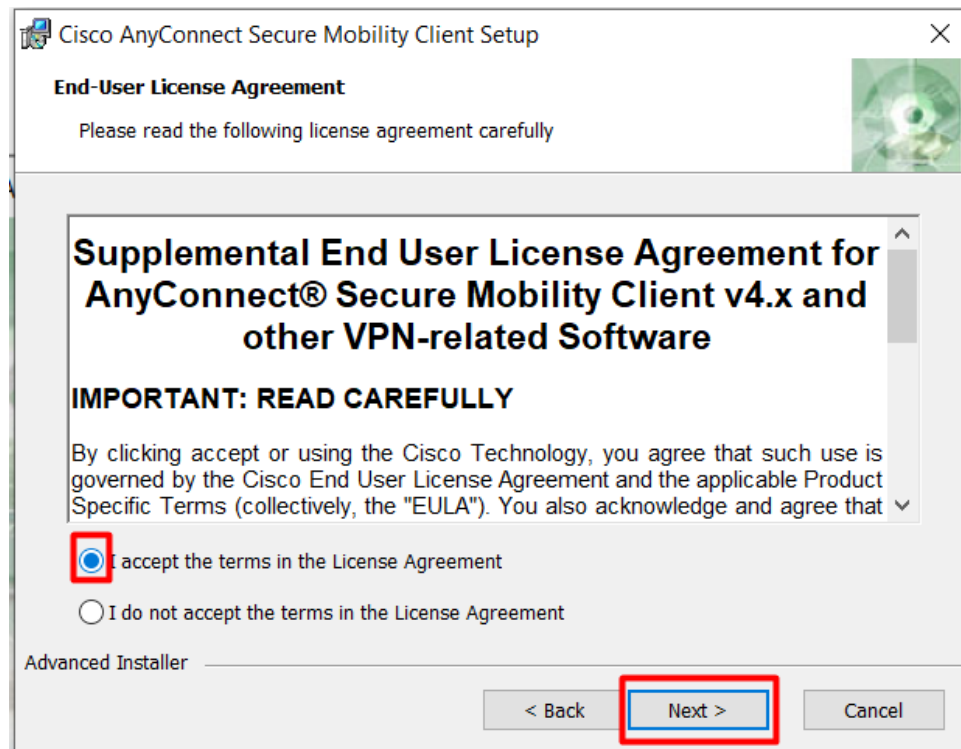 Cisco AnyConnect Secure Mobility Client Setup
End-User License Agreement
Please read the following license agreement carefully
Supplemental End User License Agreement for
AnyConnect® Secure Mobility Client v4.x and
other VPN-related Software
IMPORTANT: READ CAREFULLY
By clicking accept or using the Cisco Technology, you agree that such use is
governed by the Cisco End User License Agreement and the applicable Product
Specific Terms (collectively, the "EULA"). You also acknowledge and agree that
I accept the terms in the License Agreement
I do not accept the terms in the License Agreement
Advanced Installer
< Back Next > Cancel